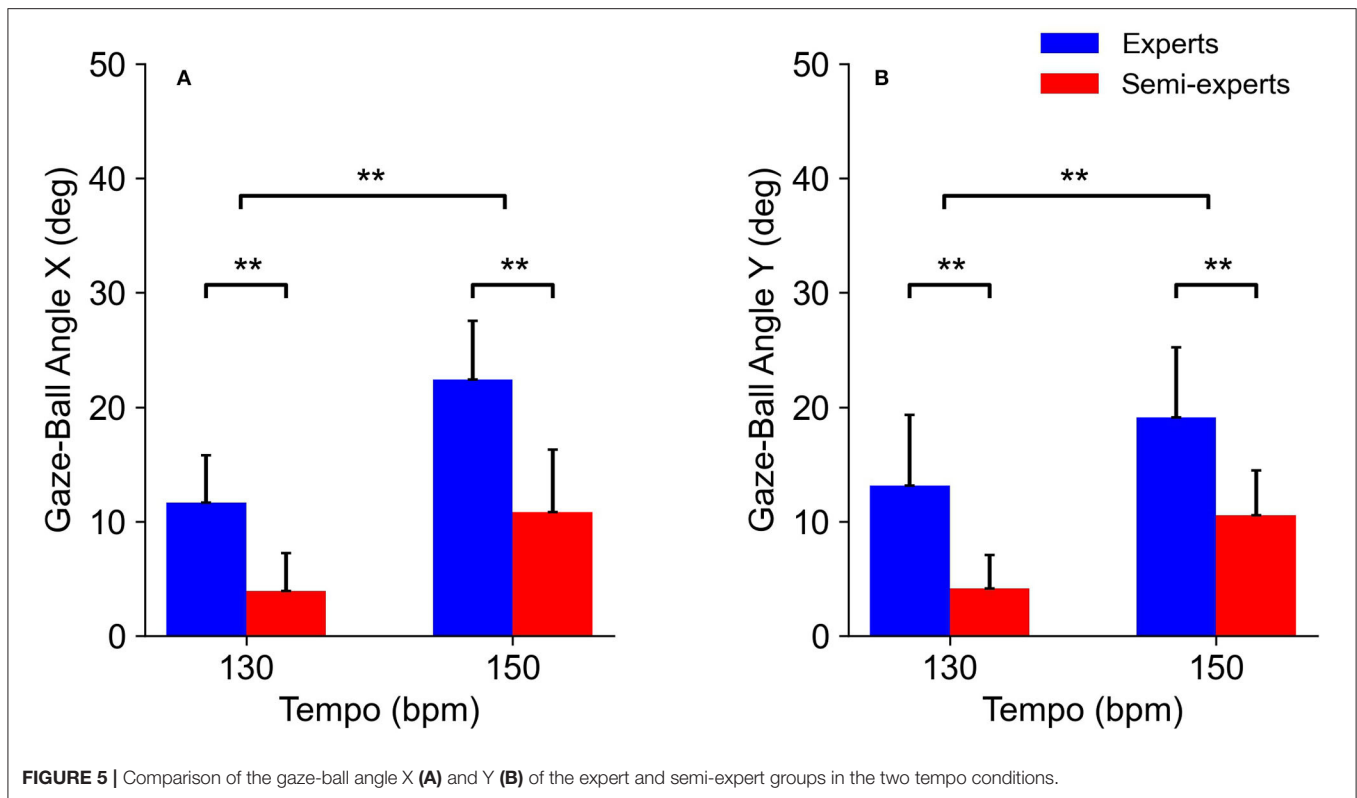 Experts
Semi-experts
A
50
40
30
20
10
0
Gaze-Ball Angle X (deg)
**
**
**
130
150
Tempo (bpm)
B
50
40
30
20
10
0
Gaze-Ball Angle Y (deg)
**
**
**
130
150
Tempo (bpm)
FIGURE 5 | Comparison of the gaze-ball angle X (A) and Y (B) of the expert and semi-expert groups in the two tempo conditions.